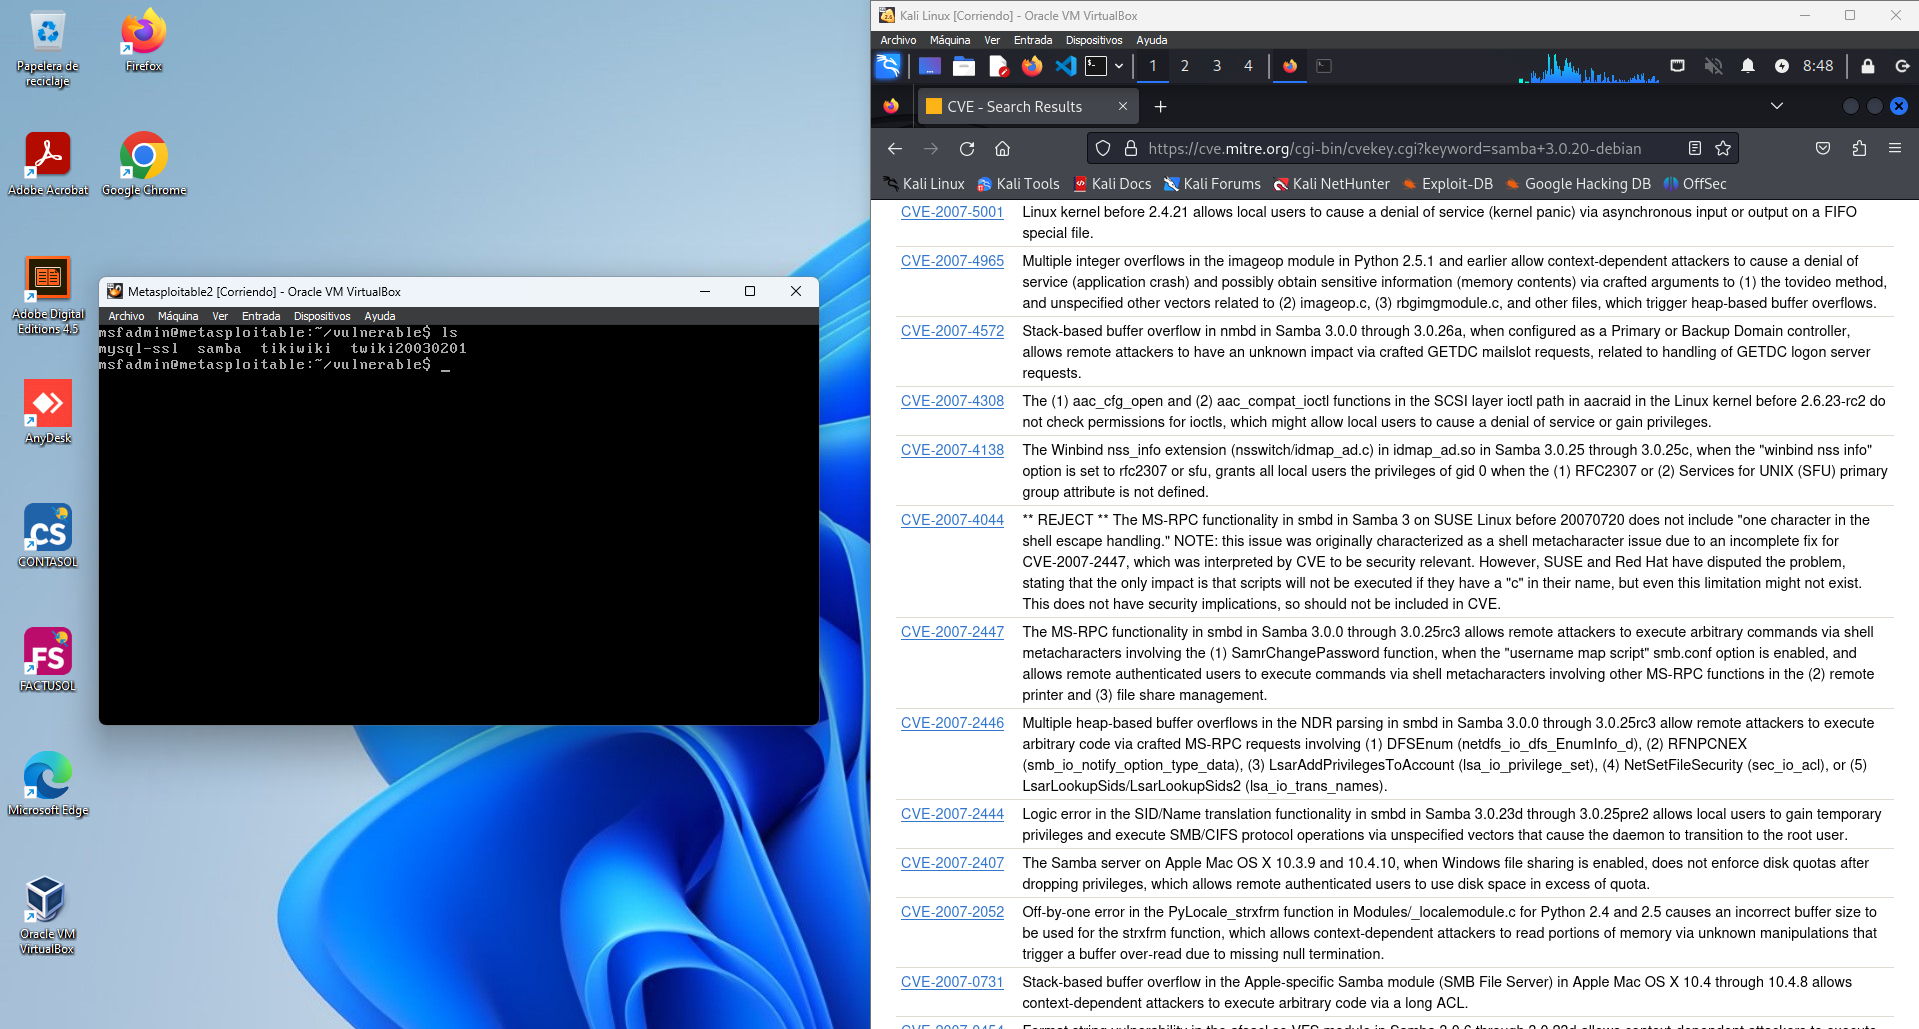 Papelera de
reciclaje
Firefox
Adobe Acrobat
Google Chrome
Adobe Digital
Editions 4.5
AnyDesk
CONTASOL
FACTUSOL
Microsoft Edge
Oracle VM
VirtualBox
Metasploitable2 [Corriendo] - Oracle VM VirtualBox
Archivo Máquina Ver Entrada Dispositivos Ayuda
msfadmin@metasploitable:~/vulnerable$ ls
mysql-ssl samba tikiwiki twiki20030201
msfadmin@metasploitable:~/vulnerable$ _
Kali Linux [Corriendo] - Oracle VM VirtualBox
Archivo Máquina Ver Entrada Dispositivos Ayuda
1 2 3 4 8:48
CVE - Search Results
https://cve.mitre.org/cgi-bin/cvekey.cgi?keyword=samba+3.0.20-debian
Kali Linux Kali Tools Kali Docs Kali Forums Kali NetHunter Exploit-DB Google Hacking DB OffSec
CVE-2007-5001 Linux kernel before 2.4.21 allows local users to cause a denial of service (kernel panic) via asynchronous input or output on a FIFO
special file.
CVE-2007-4965 Multiple integer overflows in the imageop module in Python 2.5.1 and earlier allow context-dependent attackers to cause a denial of
service (application crash) and possibly obtain sensitive information (memory contents) via crafted arguments to (1) the tovideo method,
and unspecified other vectors related to (2) imageop.c, (3) rbgimgmodule.c, and other files, which trigger heap-based buffer overflows.
CVE-2007-4572 Stack-based buffer overflow in nmbd in Samba 3.0.0 through 3.0.26a, when configured as a Primary or Backup Domain controller,
allows remote attackers to have an unknown impact via crafted GETDC mailslot requests, related to handling of GETDC logon server
requests.
CVE-2007-4308 The (1) aac_cfg_open and (2) aac_compat_ioctl functions in the SCSI layer ioctl path in aacraid in the Linux kernel before 2.6.23-rc2 do
not check permissions for ioctls, which might allow local users to cause a denial of service or gain privileges.
CVE-2007-4138 The Winbind nss_info extension (nsswitch/idmap_ad.c) in idmap_ad.so in Samba 3.0.25 through 3.0.25c, when the "winbind nss info"
option is set to rfc2307 or sfu, grants all local users the privileges of gid 0 when the (1) RFC2307 or (2) Services for UNIX (SFU) primary
group attribute is not defined.
CVE-2007-4044 ** REJECT ** The MS-RPC functionality in smbd in Samba 3 on SUSE Linux before 20070720 does not include "one character in the
shell escape handling." NOTE: this issue was originally characterized as a shell metacharacter issue due to an incomplete fix for
CVE-2007-2447, which was interpreted by CVE to be security relevant. However, SUSE and Red Hat have disputed the problem,
stating that the only impact is that scripts will not be executed if they have a "c" in their name, but even this limitation might not exist.
This does not have security implications, so should not be included in CVE.
CVE-2007-2447 The MS-RPC functionality in smbd in Samba 3.0.0 through 3.0.25rc3 allows remote attackers to execute arbitrary commands via shell
metacharacters involving the (1) SamrChangePassword function, when the "username map script" smb.conf option is enabled, and
allows remote authenticated users to execute commands via shell metacharacters involving other MS-RPC functions in the (2) remote
printer and (3) file share management.
CVE-2007-2446 Multiple heap-based buffer overflows in the NDR parsing in smbd in Samba 3.0.0 through 3.0.25rc3 allow remote attackers to execute
arbitrary code via crafted MS-RPC requests involving (1) DFSEnum (netdfs_io_dfs_EnumInfo_d), (2) RFNPCNEX
(smb_io_notify_option_type_data), (3) LsarAddPrivilegesToAccount (lsa_io_privilege_set), (4) NetSetFileSecurity (sec_io_acl), or (5)
LsarLookupSids/LsarLookupSids2 (lsa_io_trans_names).
CVE-2007-2444 Logic error in the SID/Name translation functionality in smbd in Samba 3.0.23d through 3.0.25pre2 allows local users to gain temporary
privileges and execute SMB/CIFS protocol operations via unspecified vectors that cause the daemon to transition to the root user.
CVE-2007-2407 The Samba server on Apple Mac OS X 10.3.9 and 10.4.10, when Windows file sharing is enabled, does not enforce disk quotas after
dropping privileges, which allows remote authenticated users to use disk space in excess of quota.
CVE-2007-2052 Off-by-one error in the PyLocale_strxfrm function in Modules/_localemodule.c for Python 2.4 and 2.5 causes an incorrect buffer size to
be used for the strxfrm function, which allows context-dependent attackers to read portions of memory via unknown manipulations that
trigger a buffer over-read due to missing null termination.
CVE-2007-0731 Stack-based buffer overflow in the Apple-specific Samba module (SMB File Server) in Apple Mac OS X 10.4 through 10.4.8 allows
context-dependent attackers to execute arbitrary code via a long ACL.